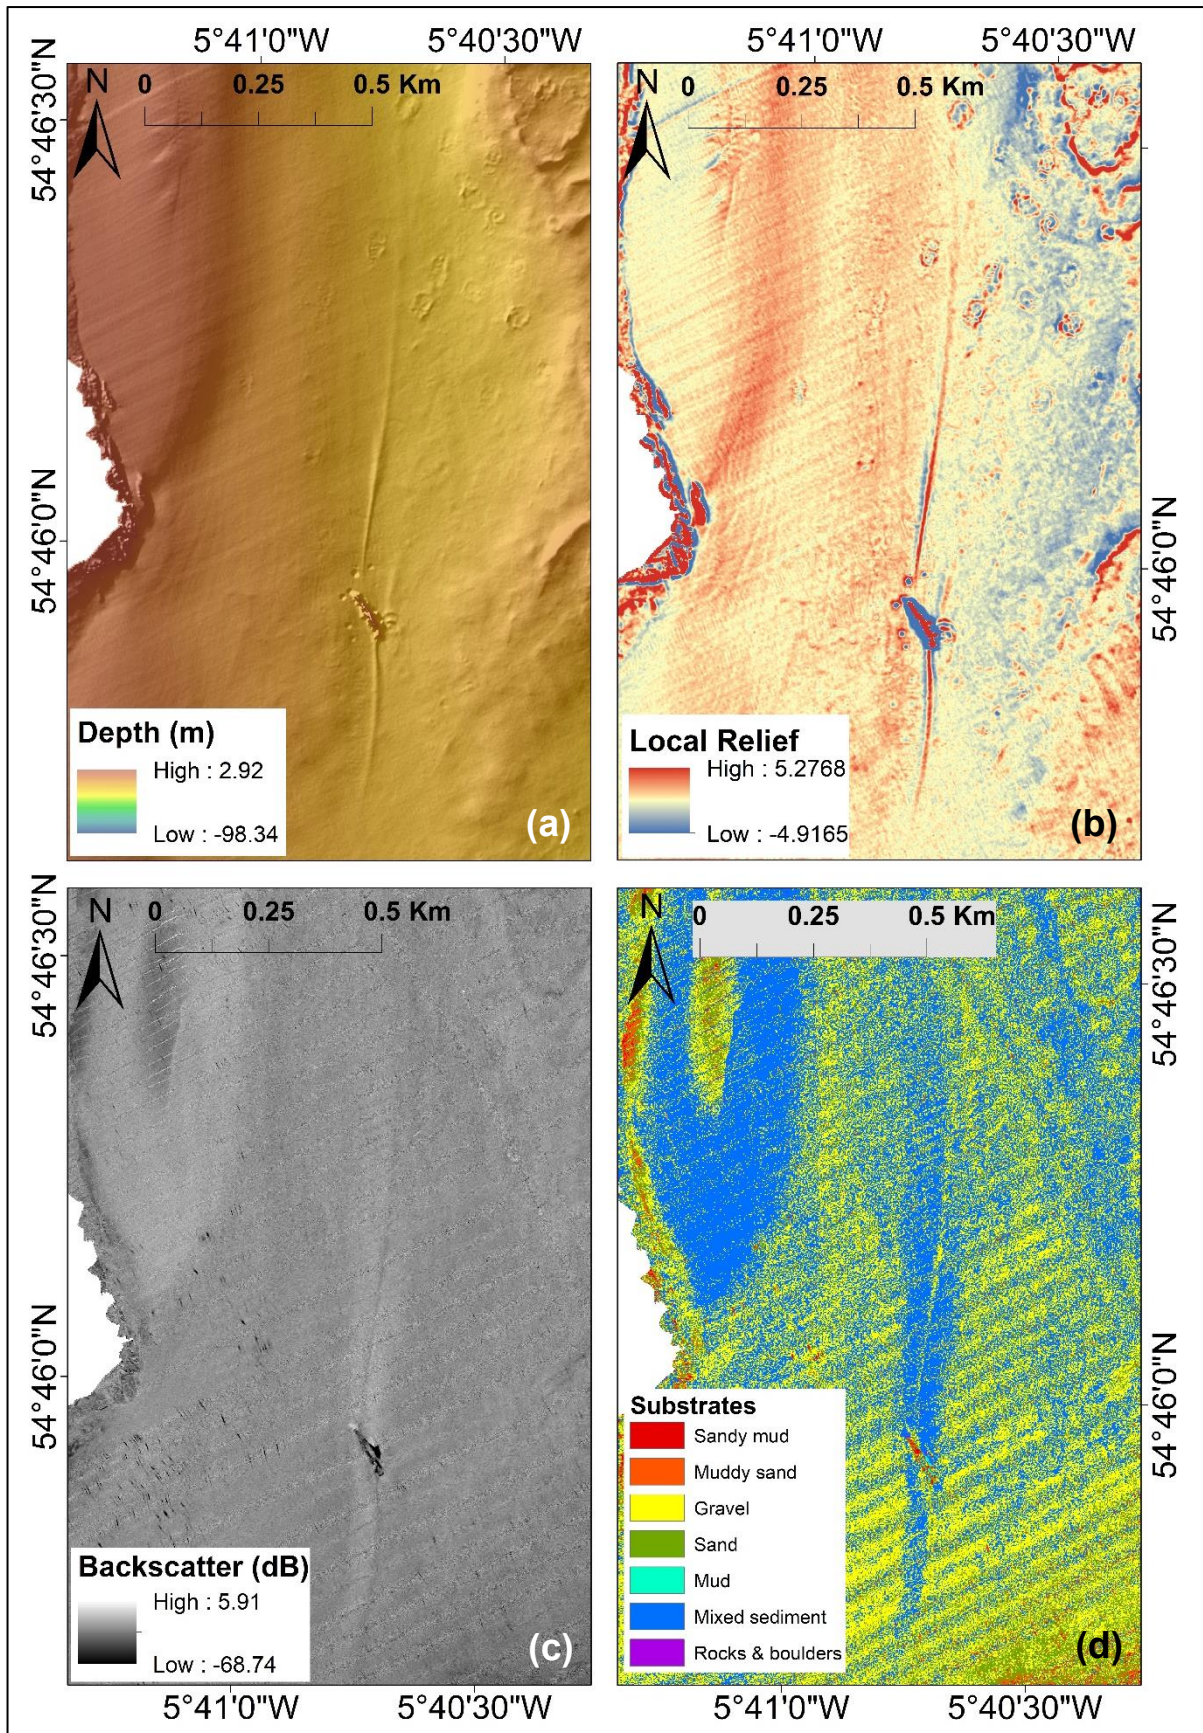 5°41'0"W 5°40'30"W
54°46'30"N
N
0 0.25 0.5 Km
54°46'0"N
Depth (m)
High : 2.92
Low : -98.34
(a)
5°41'0"W 5°40'30"W
N
0 0.25 0.5 Km
54°46'30"N
54°46'0"N
Local Relief
High : 5.2768
Low : -4.9165
(b)
54°46'30"N
N
0 0.25 0.5 Km
54°46'0"N
Backscatter (dB)
High : 5.91
Low : -68.74
(c)
5°41'0"W 5°40'30"W
N
0 0.25 0.5 Km
54°46'30"N
54°46'0"N
Substrates
Sandy mud
Muddy sand
Gravel
Sand
Mud
Mixed sediment
Rocks & boulders
(d)
5°41'0"W 5°40'30"W